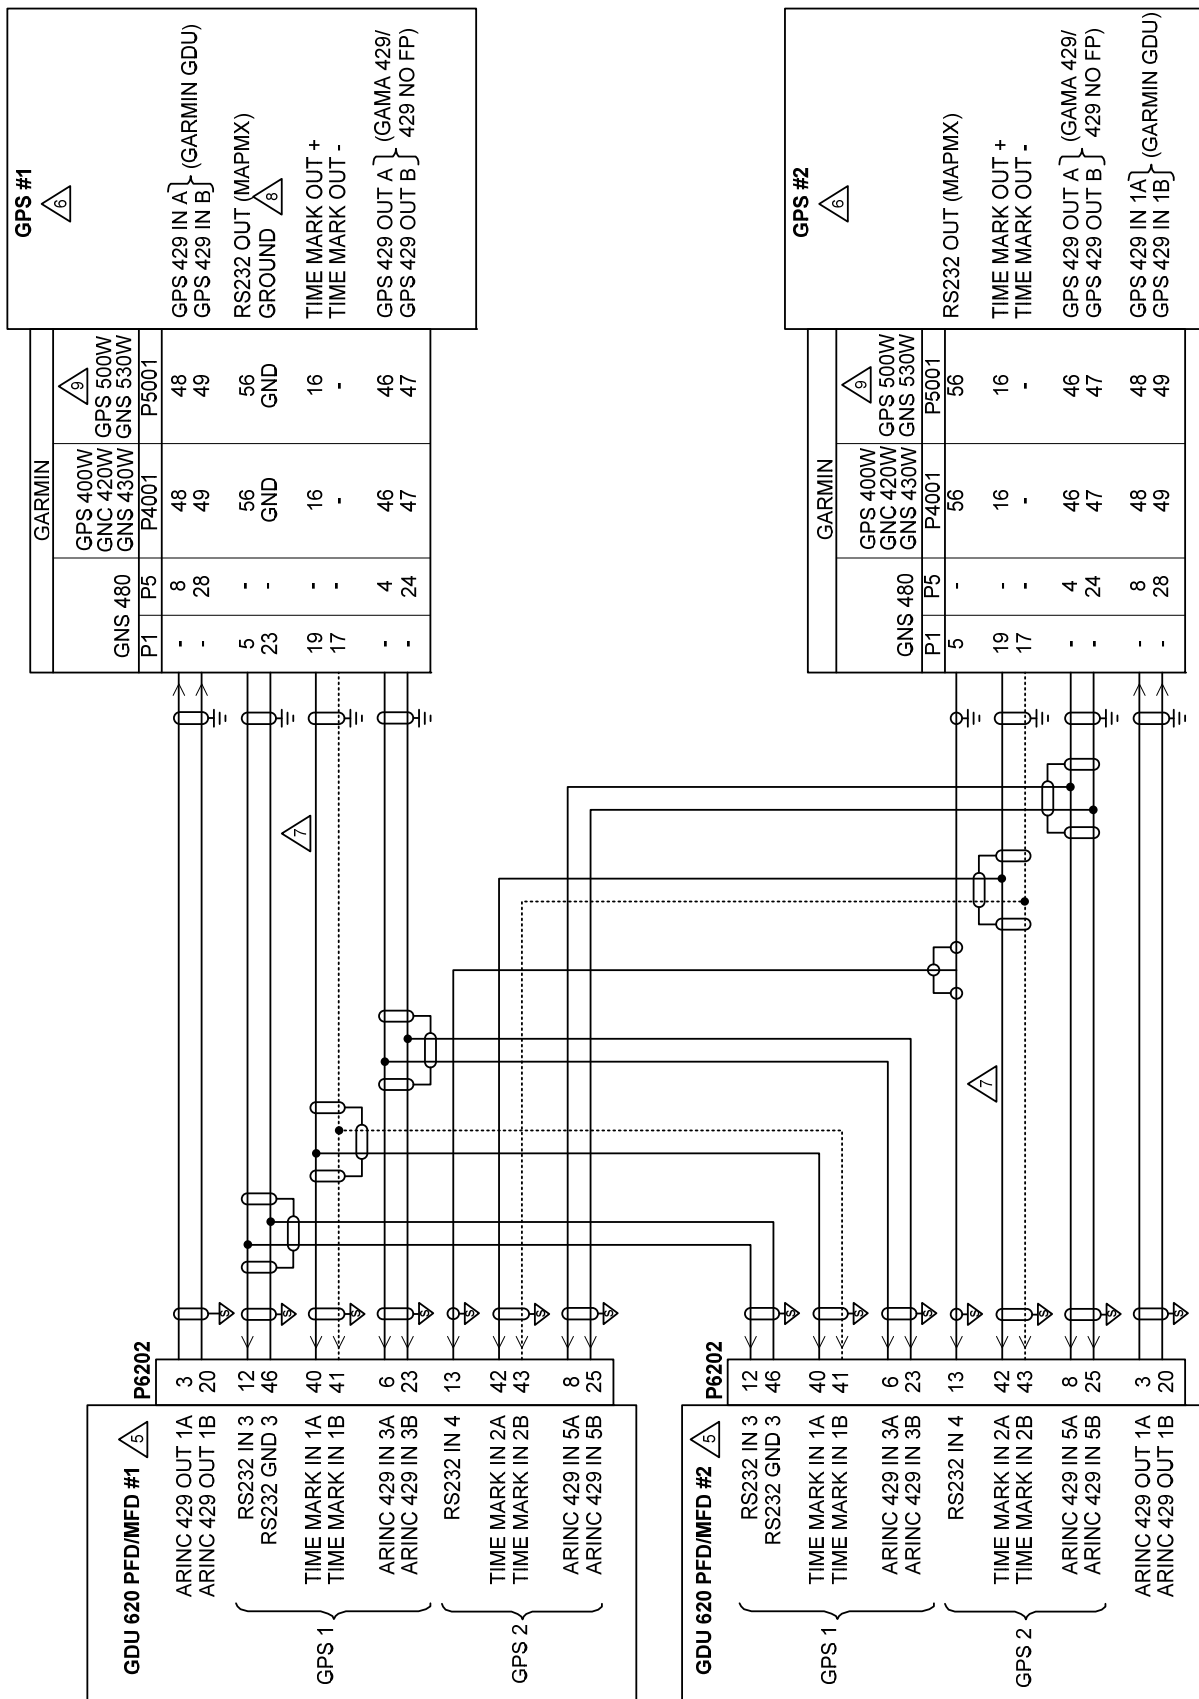 GPS #1
6
GPS 429 IN A
GPS 429 IN B
(GARMIN GDU)
RS232 OUT (MAPMX)
GROUND
8
TIME MARK OUT +
TIME MARK OUT -
GPS 429 OUT A
GPS 429 OUT B
(GAMA 429/
429 NO FP)
GARMIN
9
GNS 480
GPS 400W
GNC 420W
GNS 430W
GPS 500W
GNS 530W
P1 P5 P4001 P5001
- 8 48 48
- 28 49 49
5 - 56 56
23 - GND GND
19 - 16 16
17 - - -
- 4 46 46
- 24 47 47
7
GPS #2
6
RS232 OUT (MAPMX)
TIME MARK OUT +
TIME MARK OUT -
GPS 429 OUT A
GPS 429 OUT B
(GAMA 429/
429 NO FP)
GPS 429 IN 1A
GPS 429 IN 1B
(GARMIN GDU)
GARMIN
9
GNS 480
GPS 400W
GNC 420W
GNS 430W
GPS 500W
GNS 530W
P1 P5 P4001 P5001
5 - 56 56
19 - 16 16
17 - - -
- 4 46 46
- 24 47 47
- 8 48 48
- 28 49 49
7
S S S S S S S
GDU 620 PFD/MFD #1
5
P6202
ARINC 429 OUT 1A 3
ARINC 429 OUT 1B 20
GPS 1
RS232 IN 3 12
RS232 GND 3 46
TIME MARK IN 1A 40
TIME MARK IN 1B 41
ARINC 429 IN 3A 6
ARINC 429 IN 3B 23
GPS 2
RS232 IN 4 13
TIME MARK IN 2A 42
TIME MARK IN 2B 43
ARINC 429 IN 5A 8
ARINC 429 IN 5B 25
S S S S S S S
GDU 620 PFD/MFD #2
5
P6202
GPS 1
RS232 IN 3 12
RS232 GND 3 46
TIME MARK IN 1A 40
TIME MARK IN 1B 41
ARINC 429 IN 3A 6
ARINC 429 IN 3B 23
GPS 2
RS232 IN 4 13
TIME MARK IN 2A 42
TIME MARK IN 2B 43
ARINC 429 IN 5A 8
ARINC 429 IN 5B 25
ARINC 429 OUT 1A 3
ARINC 429 OUT 1B 20